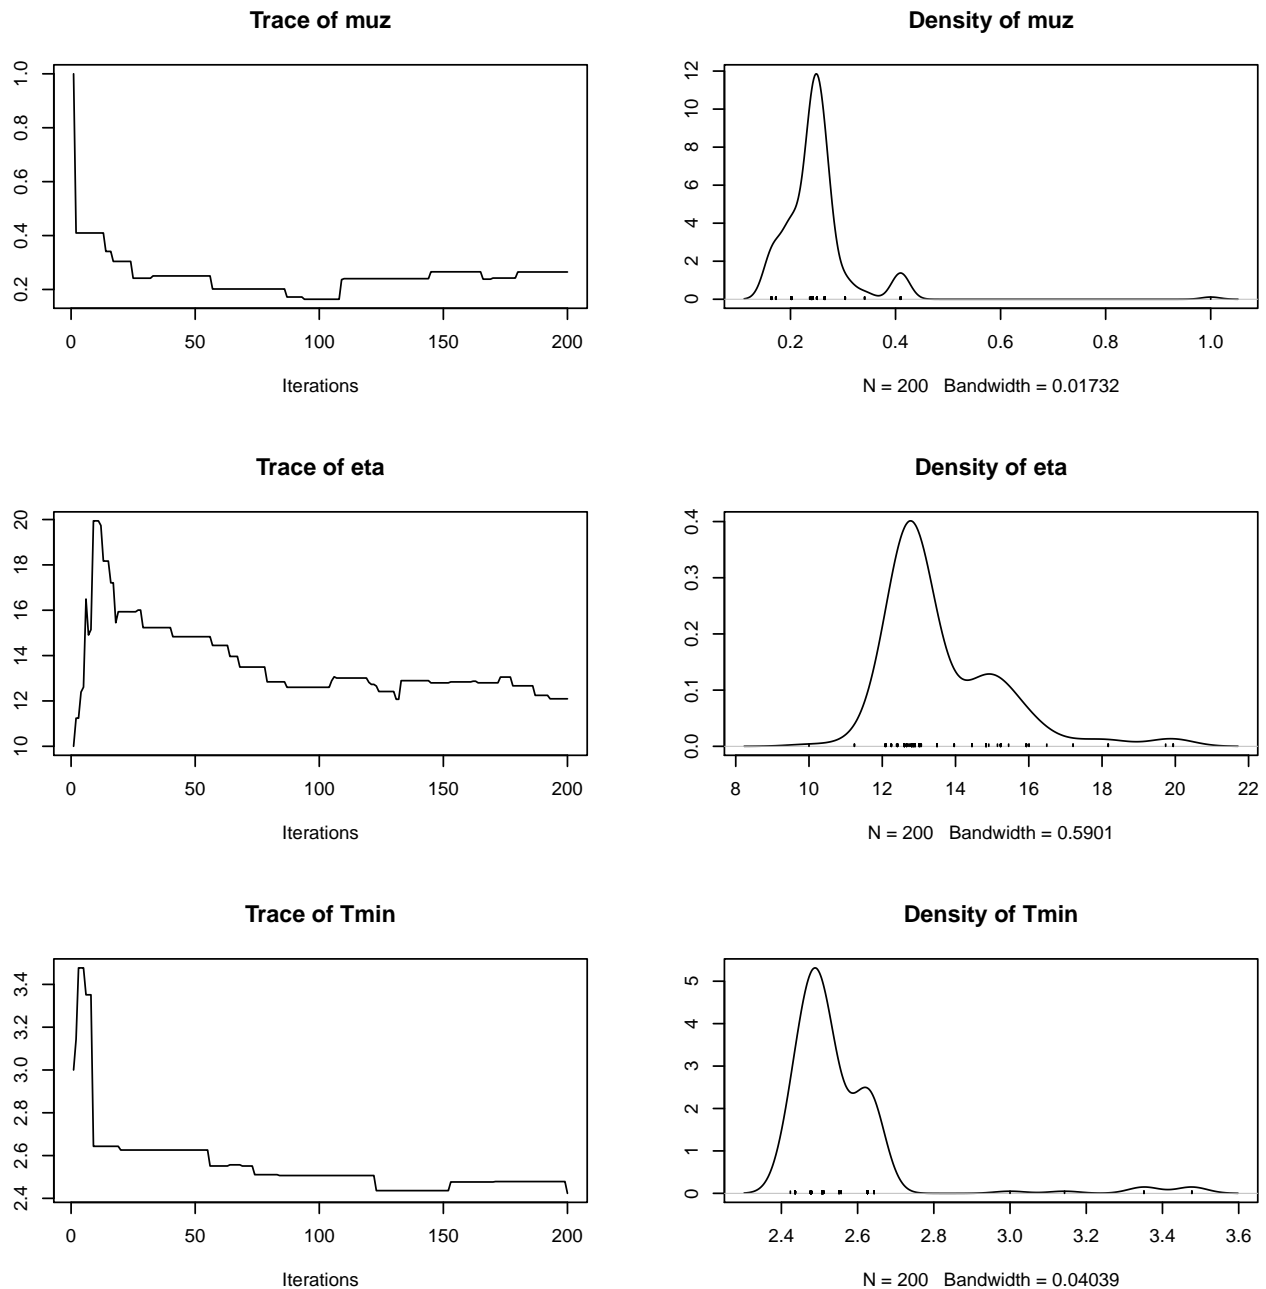 Trace of muz
Density of muz
1.0
0.8
0.6
0.4
0.2
0 50 100 150 200
Iterations
12
10
8
6
4
2
0
0.2 0.4 0.6 0.8 1.0
N = 200 Bandwidth = 0.01732
Trace of eta
Density of eta
20
18
16
14
12
10
0 50 100 150 200
Iterations
0.4
0.3
0.2
0.1
0.0
8 10 12 14 16 18 20 22
N = 200 Bandwidth = 0.5901
Trace of Tmin
Density of Tmin
3.4
3.2
3.0
2.8
2.6
2.4
0 50 100 150 200
Iterations
5
4
3
2
1
0
2.4 2.6 2.8 3.0 3.2 3.4 3.6
N = 200 Bandwidth = 0.04039